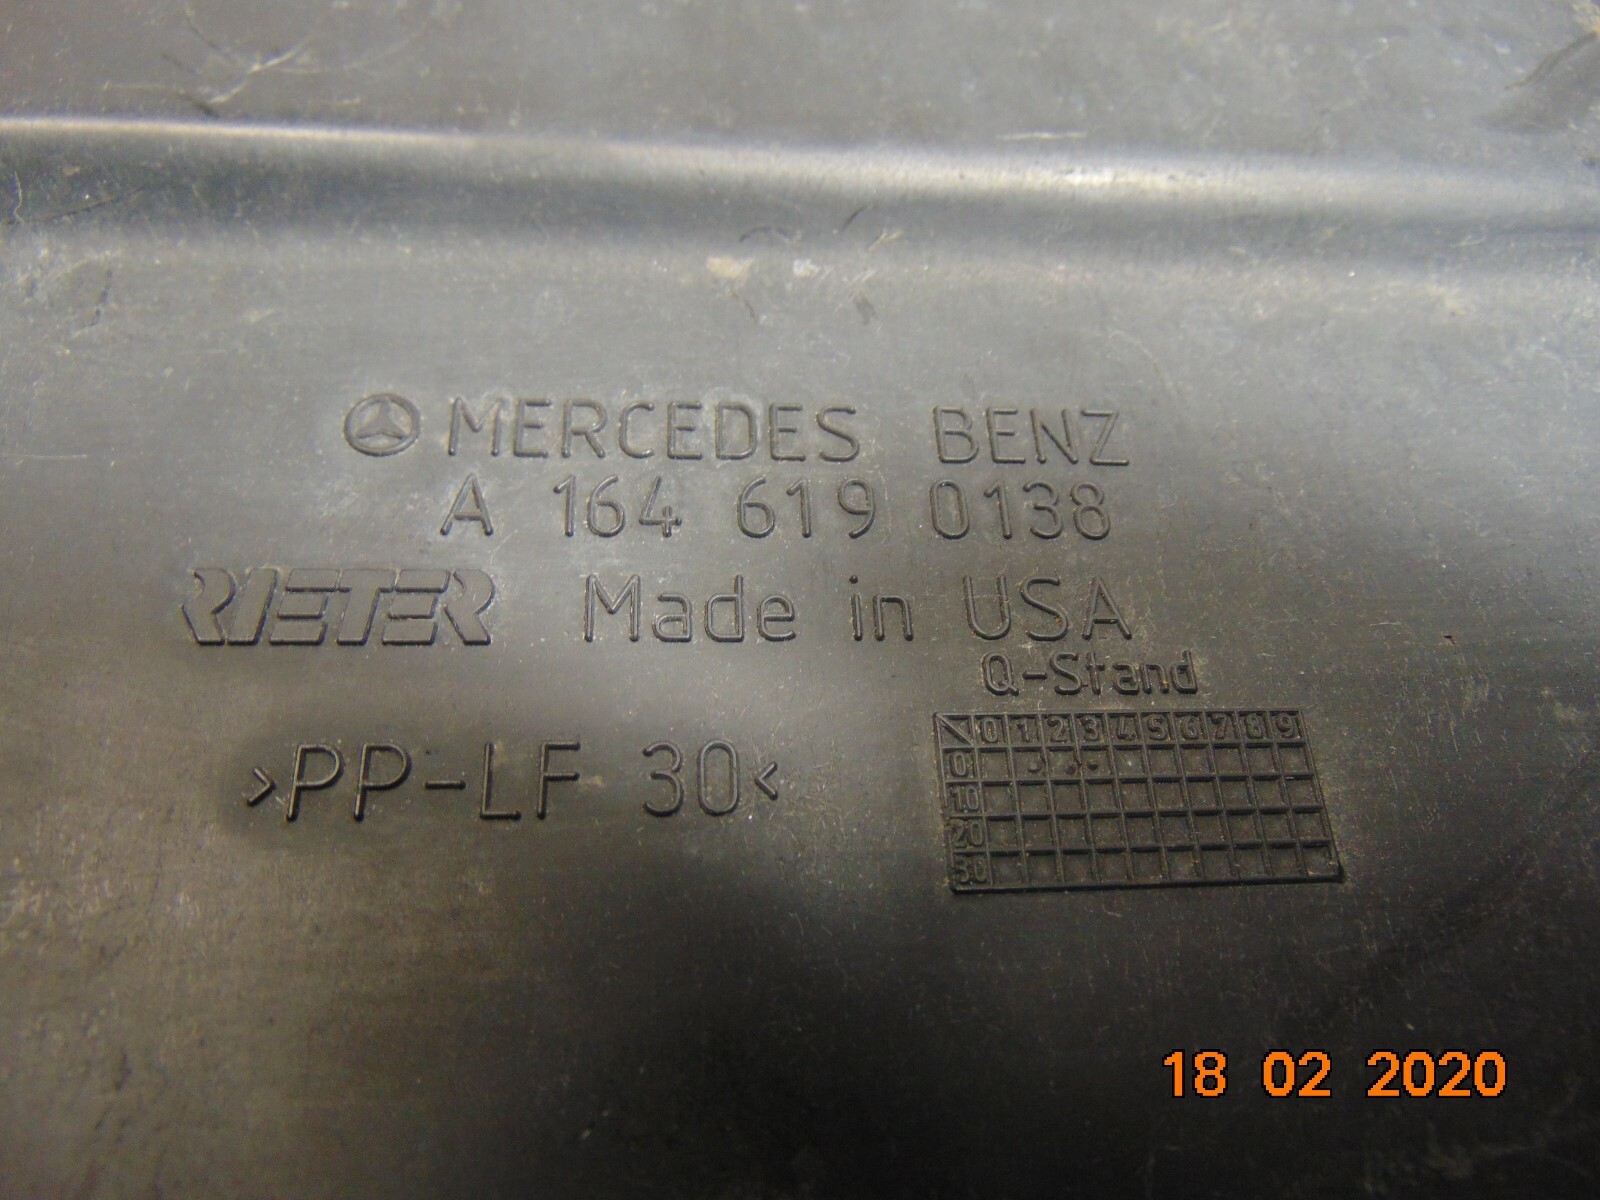 MERCEDES BENZ
A 164 619 0138
RIETER Made in USA
Q-Stand
>PP-LF 30<
0 1 2 3 4 5 6 7 8 9
0
10
20
30
18 02 2020